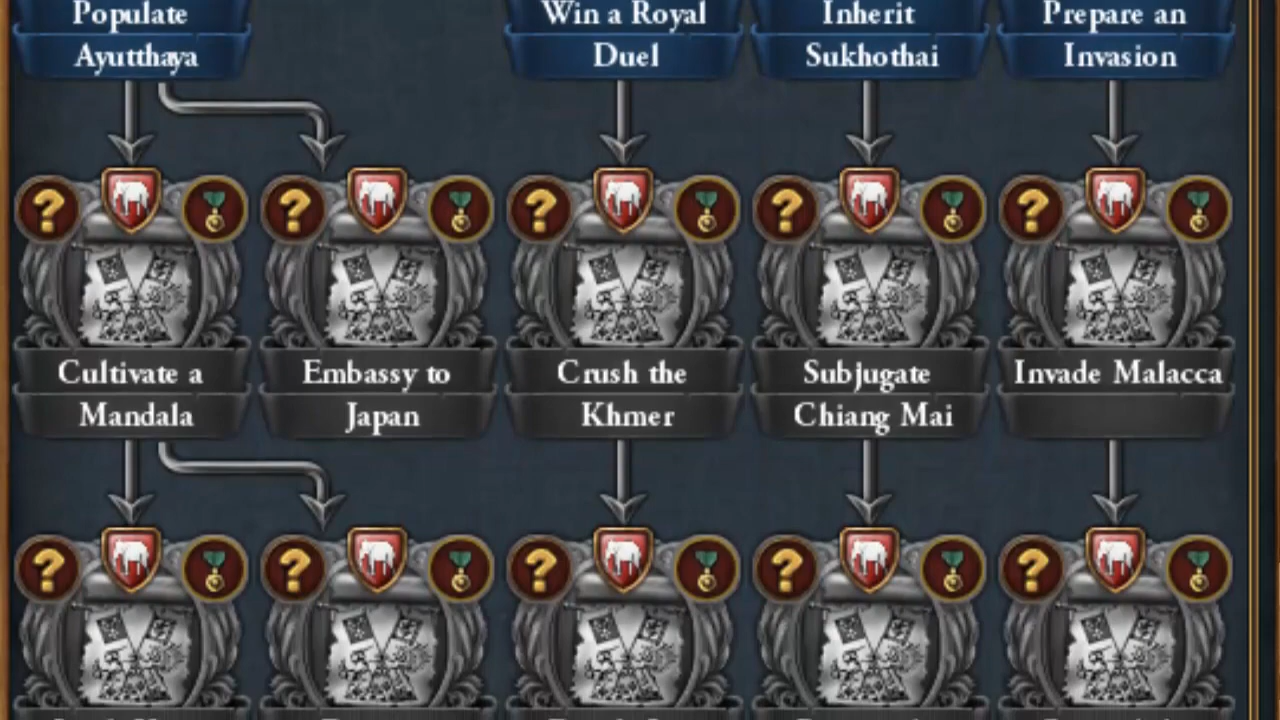 Populate
Ayutthaya
Win a Royal
Duel
Inherit
Sukhothai
Prepare an
Invasion
Cultivate a
Mandala
Embassy to
Japan
Crush the
Khmer
Subjugate
Chiang Mai
Invade Malacca